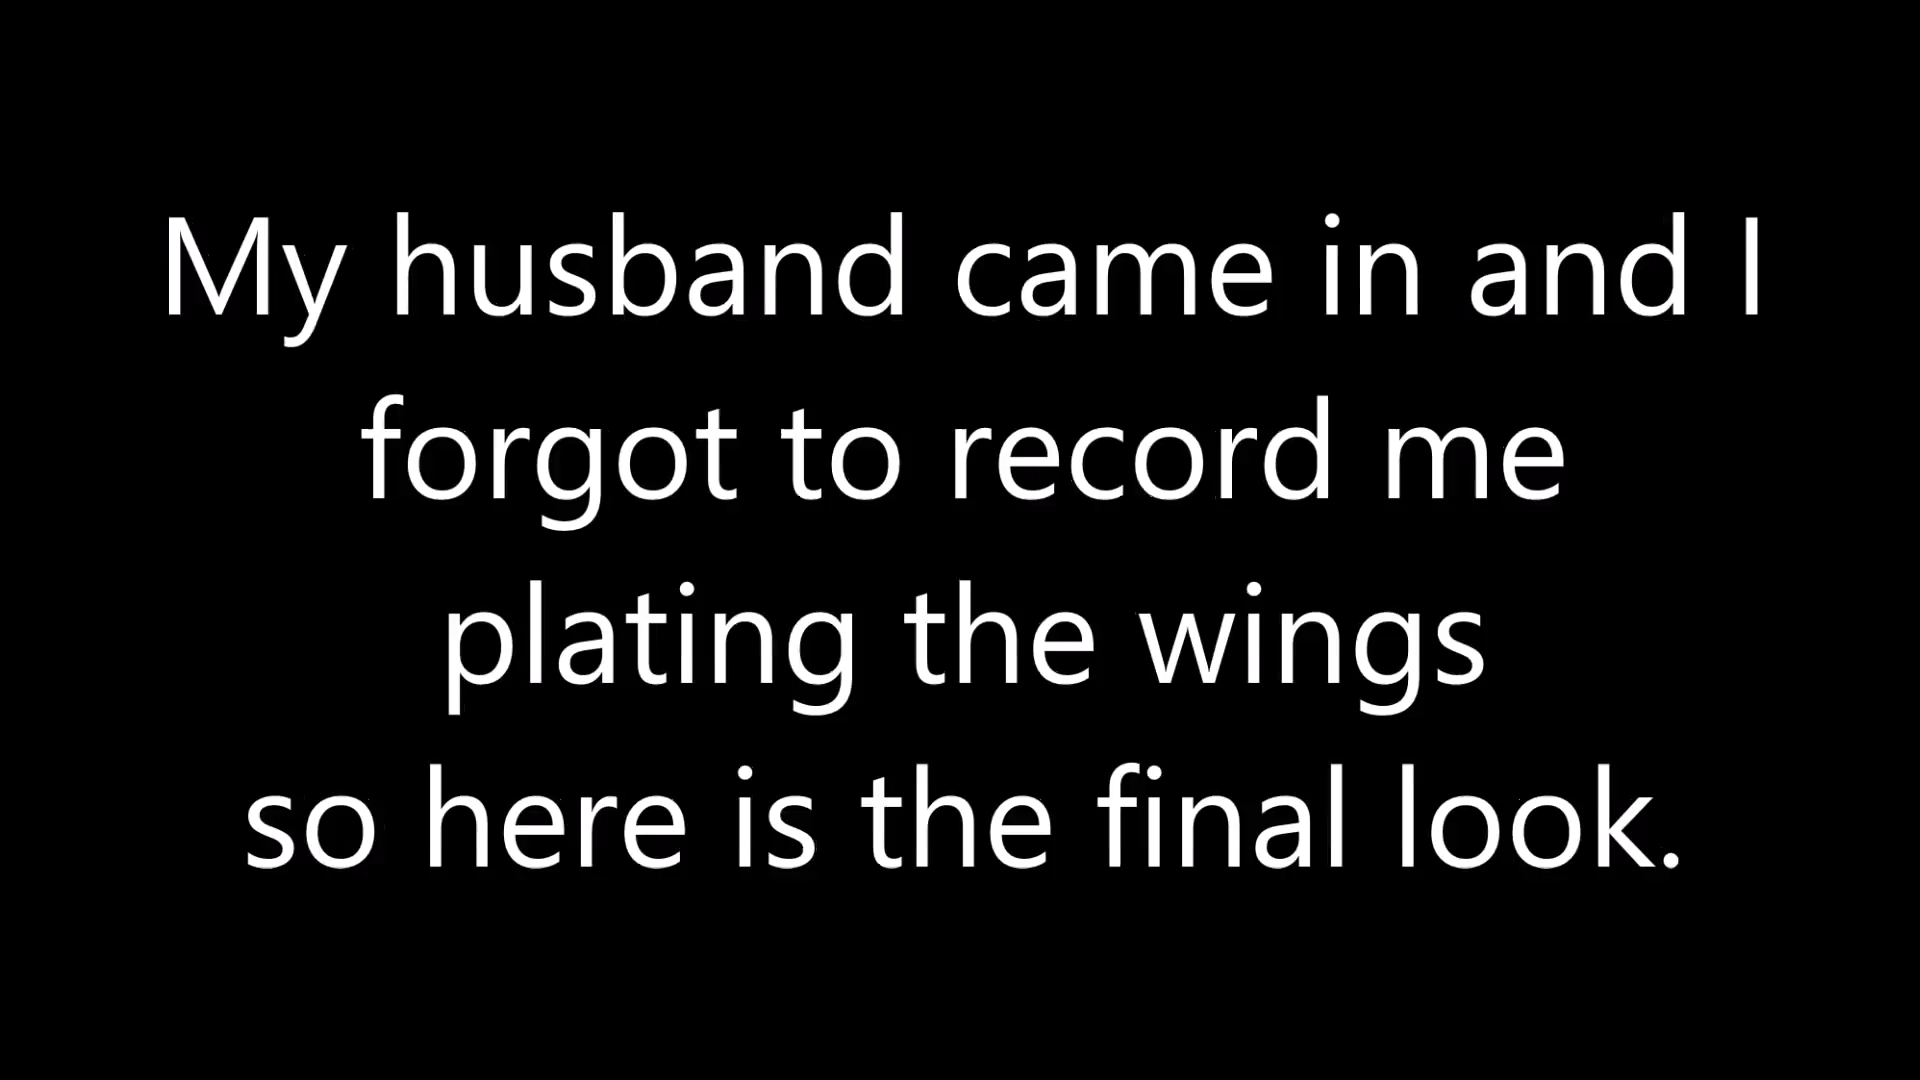 My husband came in and I
forgot to record me
plating the wings
so here is the final look.